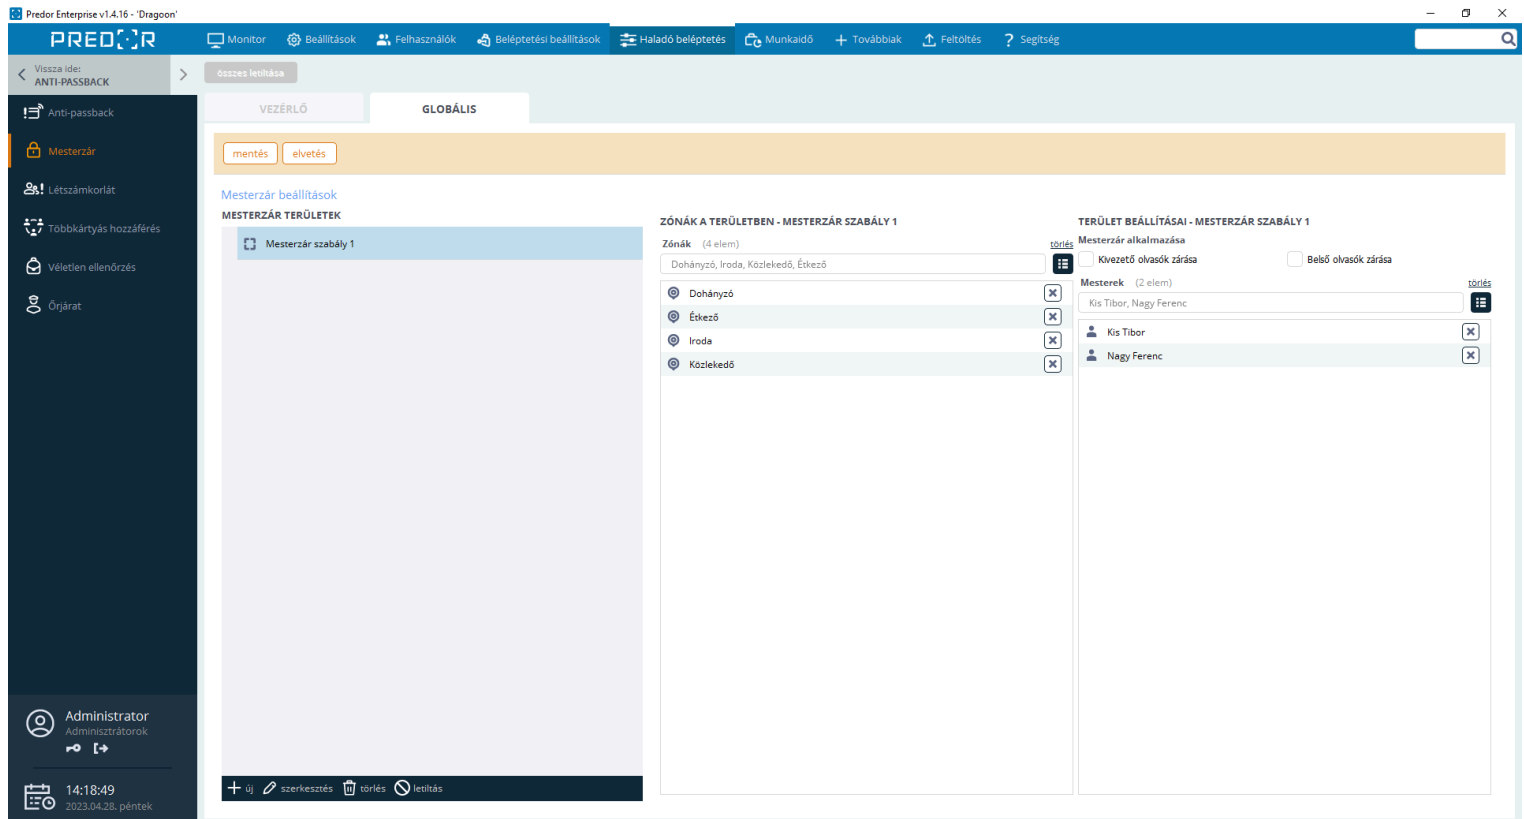 Predor Enterprise v1.4.16 - 'Dragoon'
PREDOR
Monitor
Beállítások
Felhasználók
Beléptetési beállítások
Haladó beléptetés
Munkaidő
Továbbiak
Feltöltés
? Segítség
Vissza ide:
ANTI-PASSBACK
összes letiltása
Anti-passback
Mesterzár
Létszámkorlát
Többkártyás hozzáférés
Véletlen ellenőrzés
Őrjárat
VEZÉRLŐ
GLOBÁLIS
mentés
elvetés
Mesterzár beállítások
MESTERZÁR TERÜLETEK
Mesterzár szabály 1
ZÓNÁK A TERÜLETBEN - MESTERZÁR SZABÁLY 1
Zónák (4 elem) törlés
Dohányzó, Iroda, Közlekedő, Étkező
Dohányzó
Étkező
Iroda
Közlekedő
TERÜLET BEÁLLÍTÁSAI - MESTERZÁR SZABÁLY 1
Mesterzár alkalmazása
Kivezető olvasók zárása
Belső olvasók zárása
Mesterek (2 elem) törlés
Kis Tibor, Nagy Ferenc
Kis Tibor
Nagy Ferenc
új
szerkesztés
törlés
letiltás
Administrator
Adminisztrátorok
14:18:49
2023.04.28. péntek